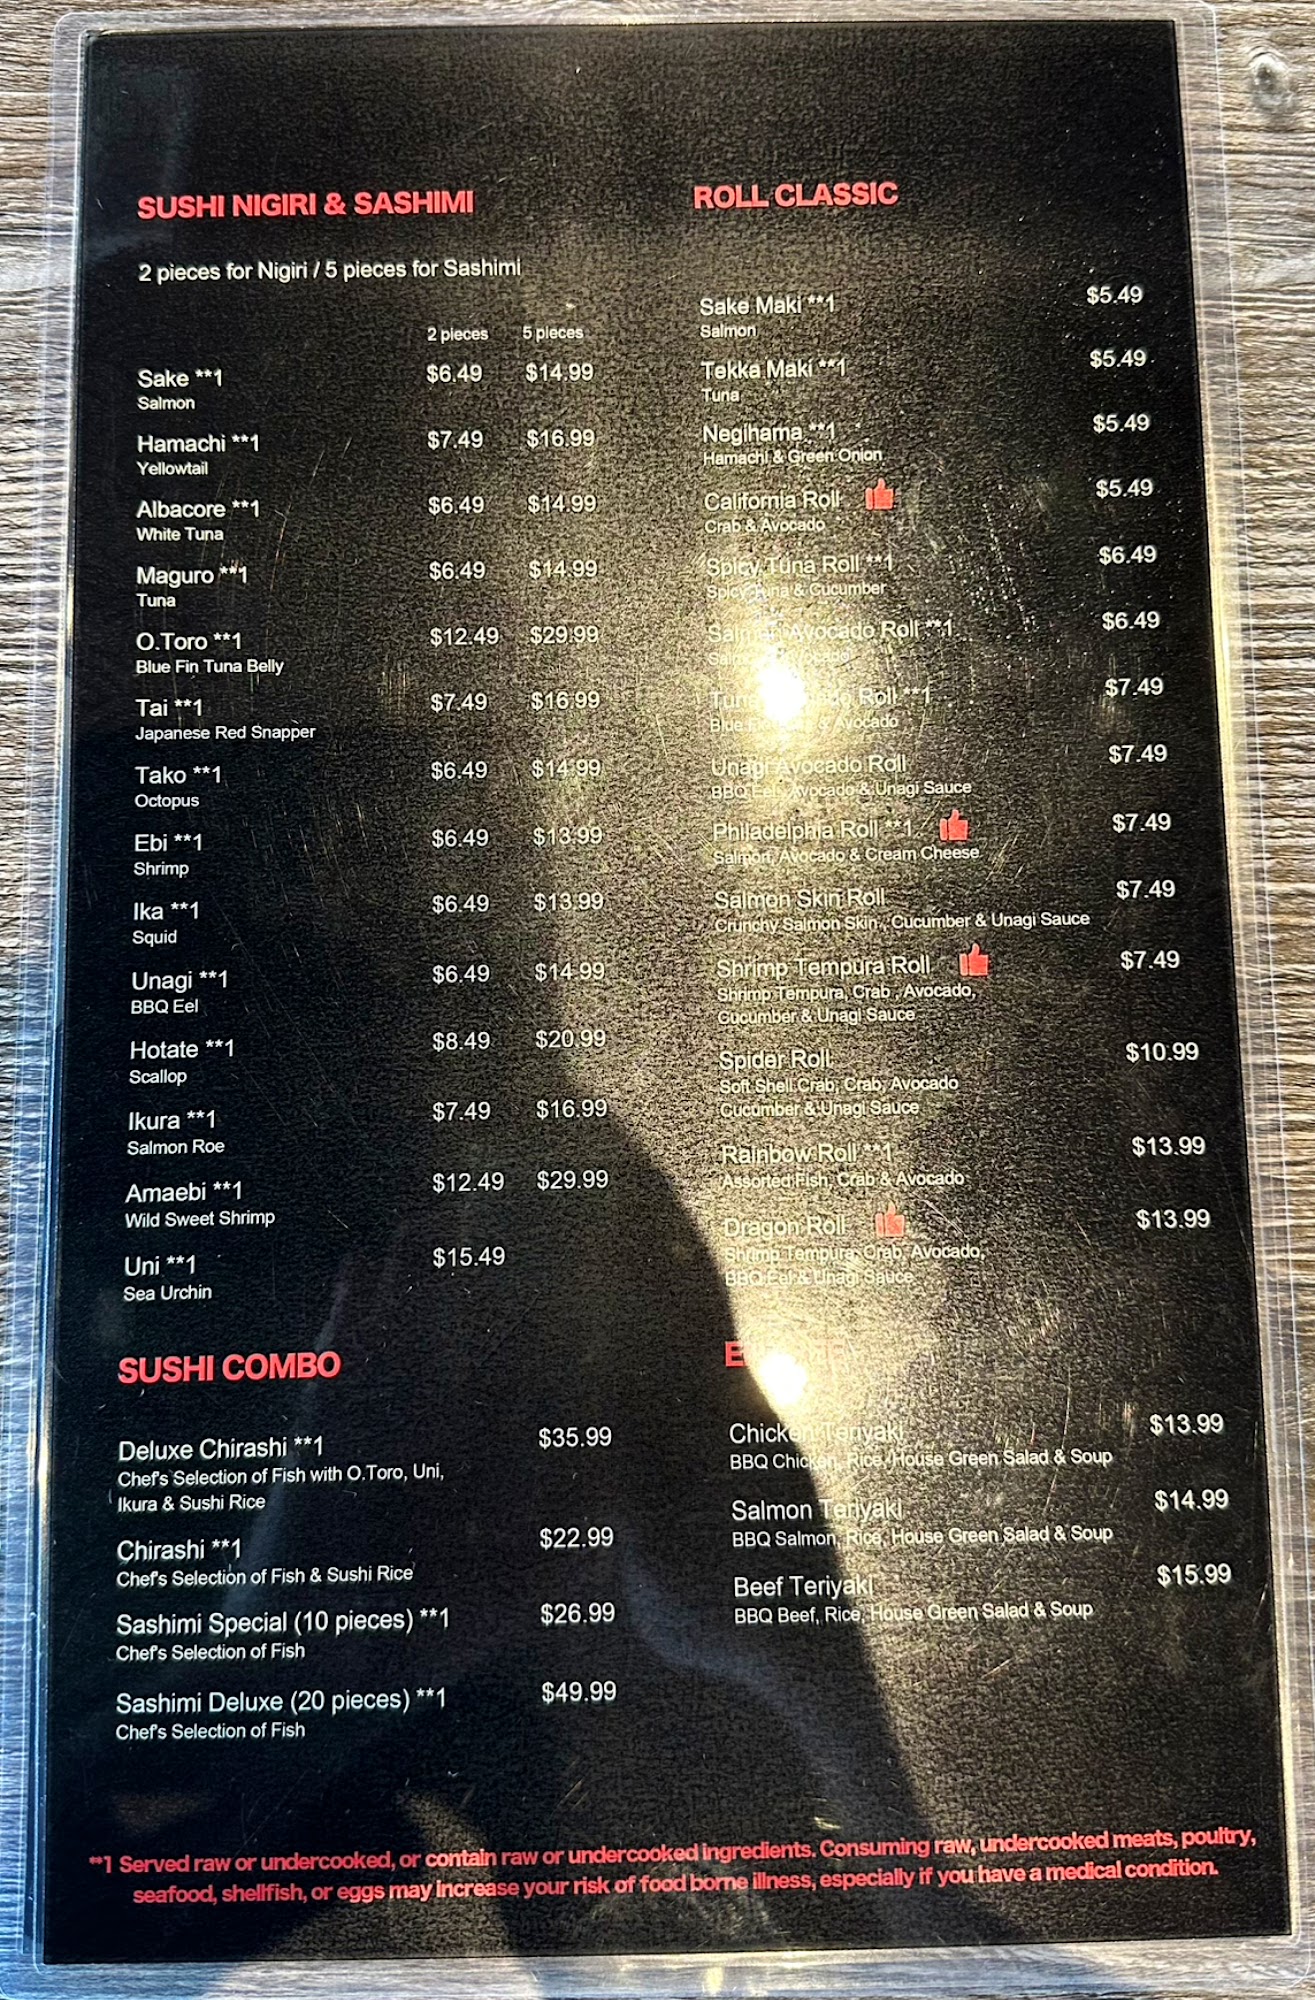 SUSHI NIGIRI & SASHIMI
2 pieces for Nigiri / 5 pieces for Sashimi
2 pieces 5 pieces
Sake **1 $6.49 $14.99
Salmon
Hamachi **1 $7.49 $16.99
Yellowtail
Albacore **1 $6.49 $14.99
White Tuna
Maguro **1 $6.49 $14.99
Tuna
O.Toro **1 $12.49 $29.99
Blue Fin Tuna Belly
Tai **1 $7.49 $16.99
Japanese Red Snapper
Tako **1 $6.49 $14.99
Octopus
Ebi **1 $6.49 $13.99
Shrimp
Ika **1 $6.49 $13.99
Squid
Unagi **1 $6.49 $14.99
BBQ Eel
Hotate **1 $8.49 $20.99
Scallop
Ikura **1 $7.49 $16.99
Salmon Roe
Amaebi **1 $12.49 $29.99
Wild Sweet Shrimp
Uni **1 $15.49
Sea Urchin
SUSHI COMBO
Deluxe Chirashi **1 $35.99
Chef's Selection of Fish with O.Toro, Uni,
Ikura & Sushi Rice
Chirashi **1 $22.99
Chef's Selection of Fish & Sushi Rice
Sashimi Special (10 pieces) **1 $26.99
Chef's Selection of Fish
Sashimi Deluxe (20 pieces) **1 $49.99
Chef's Selection of Fish
ROLL CLASSIC
Sake Maki **1 $5.49
Salmon
Tekka Maki **1 $5.49
Tuna
Negihama **1 $5.49
Hamachi & Green Onion
California Roll $5.49
Crab & Avocado
Spicy Tuna Roll **1 $6.49
Spicy Tuna & Cucumber
Salmon Avocado Roll **1 $6.49
Avocado
Roll **1 $7.49
Blue & Avocado
Unagi Avocado Roll $7.49
BBQ Eel, Avocado & Unagi Sauce
Philadelphia Roll **1 $7.49
Salmon, Avocado & Cream Cheese
Salmon Skin Roll $7.49
Crunchy Salmon Skin, Cucumber & Unagi Sauce
Shrimp Tempura Roll $7.49
Shrimp Tempura, Crab , Avocado,
Cucumber & Unagi Sauce
Spider Roll $10.99
Soft Shell Crab, Crab, Avocado
Cucumber & Unagi Sauce
Rainbow Roll **1 $13.99
Assorted Fish, Crab & Avocado
Dragon Roll $13.99
Shrimp Tempura, Crab, Avocado,
BBQ Eel & Unagi Sauce
Chicken Teriyaki $13.99
BBQ Chicken, Rice, House Green Salad & Soup
Salmon Teriyaki $14.99
BBQ Salmon, Rice, House Green Salad & Soup
Beef Teriyaki $15.99
BBQ Beef, Rice, House Green Salad & Soup
**1 Served raw or undercooked, or contain raw or undercooked ingredients. Consuming raw, undercooked meats, poultry,
seafood, shellfish, or eggs may increase your risk of food borne illness, especially if you have a medical condition.